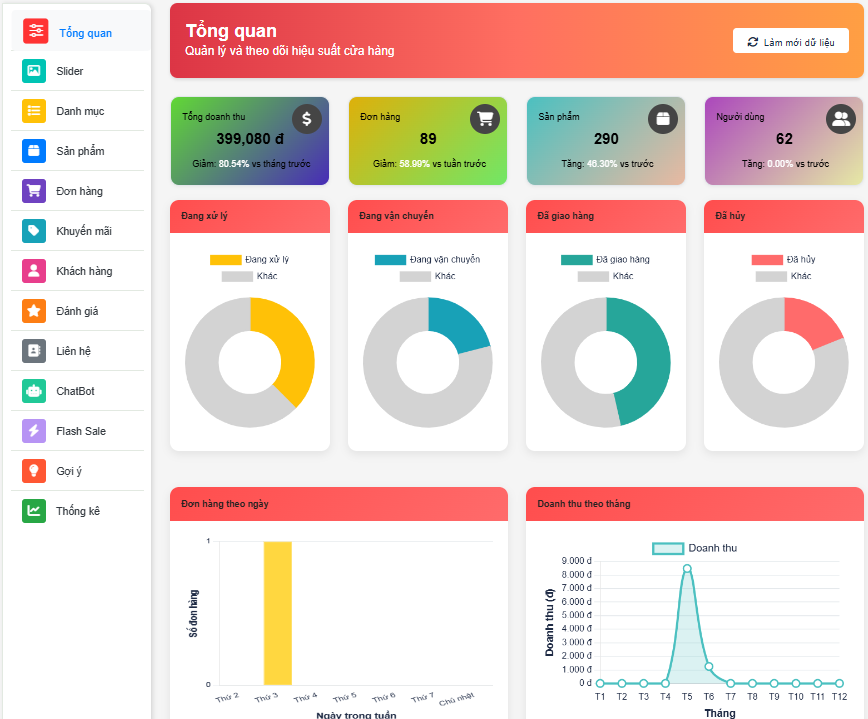 Tổng quan
Slider
Danh mục
Sản phẩm
Đơn hàng
Khuyến mãi
Khách hàng
Đánh giá
Liên hệ
ChatBot
Flash Sale
Gợi ý
Thống kê
Tổng quan
Quản lý và theo dõi hiệu suất cửa hàng
Làm mới dữ liệu
Tổng doanh thu
399,080 đ
Giảm: 80.54% vs tháng trước
Đơn hàng
89
Giảm: 58.99% vs tuần trước
Sản phẩm
290
Tăng: 46.30% vs trước
Người dùng
62
Tăng: 0.00% vs trước
Đang xử lý
Đang xử lý
Khác
Đang vận chuyển
Đang vận chuyển
Khác
Đã giao hàng
Đã giao hàng
Khác
Đã hủy
Đã hủy
Khác
Đơn hàng theo ngày
1
Số đơn hàng
0
Thứ 2 Thứ 3 Thứ 4 Thứ 5 Thứ 6 Thứ 7 Chủ nhật
Ngày trong tuần
Doanh thu theo tháng
Doanh thu
9.000 đ
8.000 đ
7.000 đ
6.000 đ
5.000 đ
4.000 đ
3.000 đ
2.000 đ
1.000 đ
0 đ
Doanh thu (đ)
T1 T2 T3 T4 T5 T6 T7 T8 T9 T10 T11 T12
Tháng